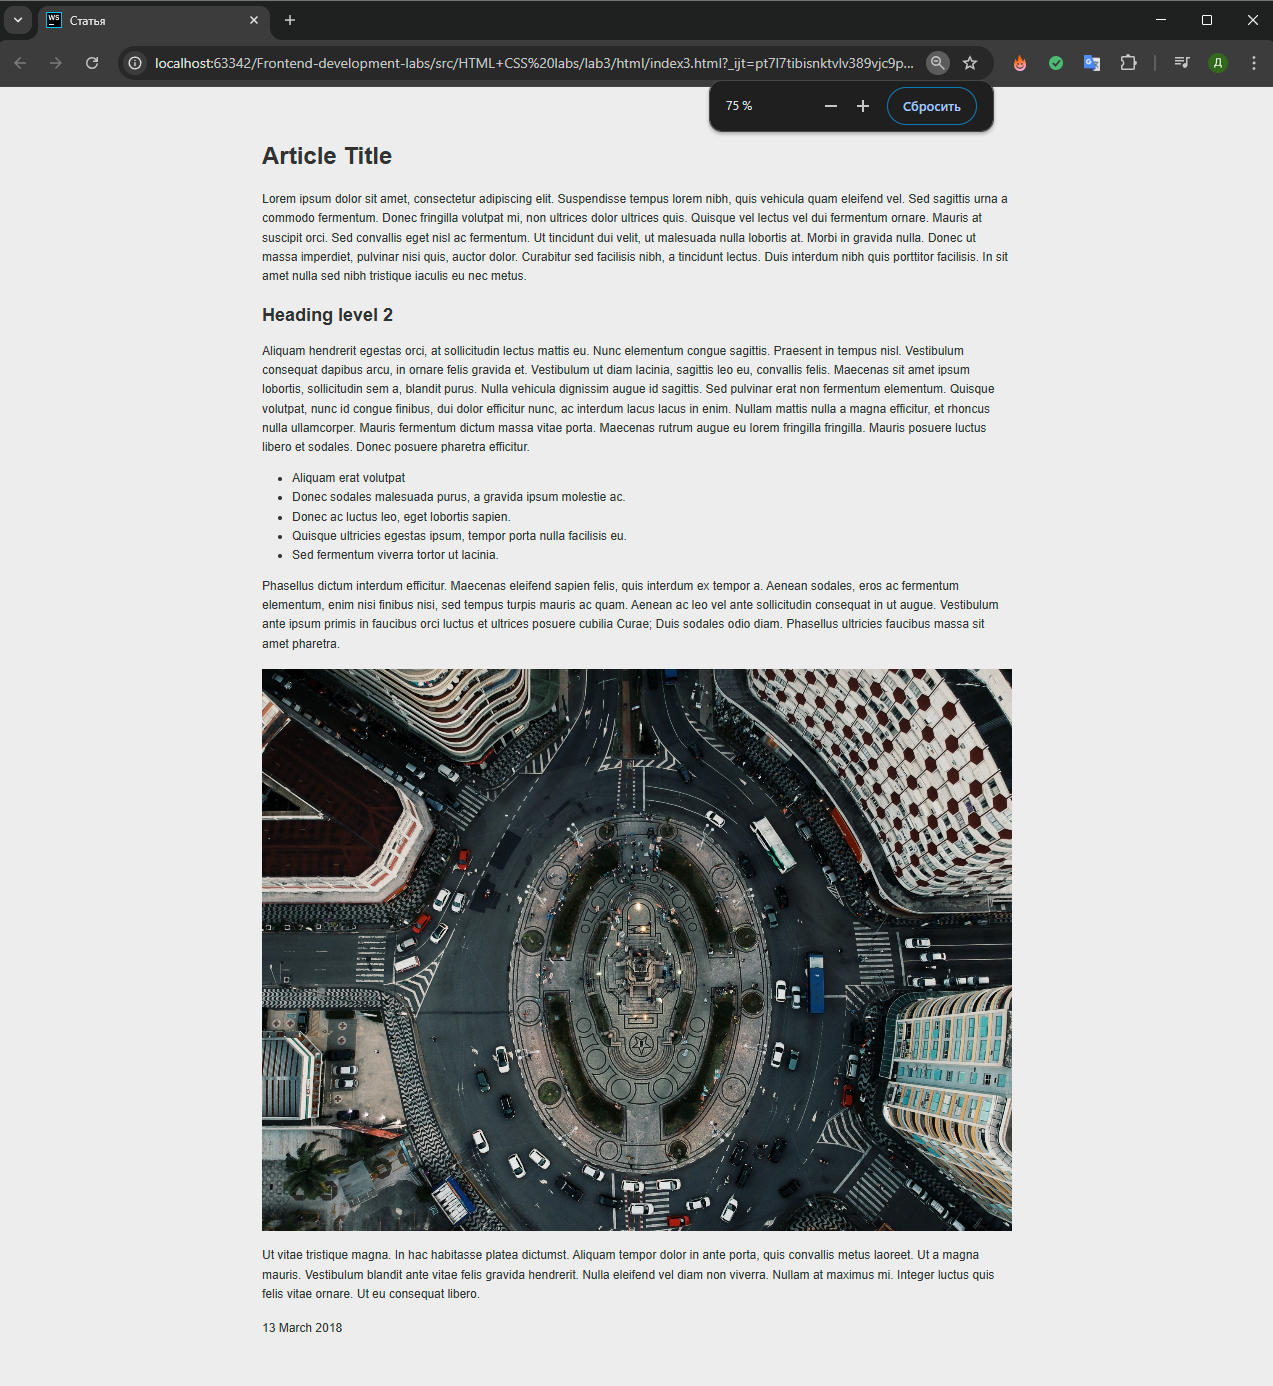 WS
Статья
localhost:63342/Frontend-development-labs/src/HTML+CSS%20labs/lab3/html/index3.html?_ijt=pt7l7tibisnktvlv389vjc9p...
Д
75 %
Сбросить
Article Title
Lorem ipsum dolor sit amet, consectetur adipiscing elit. Suspendisse tempus lorem nibh, quis vehicula quam eleifend vel. Sed sagittis urna a
commodo fermentum. Donec fringilla volutpat mi, non ultrices dolor ultrices quis. Quisque vel lectus vel dui fermentum ornare. Mauris at
suscipit orci. Sed convallis eget nisl ac fermentum. Ut tincidunt dui velit, ut malesuada nulla lobortis at. Morbi in gravida nulla. Donec ut
massa imperdiet, pulvinar nisi quis, auctor dolor. Curabitur sed facilisis nibh, a tincidunt lectus. Duis interdum nibh quis porttitor facilisis. In sit
amet nulla sed nibh tristique iaculis eu nec metus.
Heading level 2
Aliquam hendrerit egestas orci, at sollicitudin lectus mattis eu. Nunc elementum congue sagittis. Praesent in tempus nisl. Vestibulum
consequat dapibus arcu, in ornare felis gravida et. Vestibulum ut diam lacinia, sagittis leo eu, convallis felis. Maecenas sit amet ipsum
lobortis, sollicitudin sem a, blandit purus. Nulla vehicula dignissim augue id sagittis. Sed pulvinar erat non fermentum elementum. Quisque
volutpat, nunc id congue finibus, dui dolor efficitur nunc, ac interdum lacus lacus in enim. Nullam mattis nulla a magna efficitur, et rhoncus
nulla ullamcorper. Mauris fermentum dictum massa vitae porta. Maecenas rutrum augue eu lorem fringilla fringilla. Mauris posuere luctus
libero et sodales. Donec posuere pharetra efficitur.
• Aliquam erat volutpat
• Donec sodales malesuada purus, a gravida ipsum molestie ac.
• Donec ac luctus leo, eget lobortis sapien.
• Quisque ultricies egestas ipsum, tempor porta nulla facilisis eu.
• Sed fermentum viverra tortor ut lacinia.
Phasellus dictum interdum efficitur. Maecenas eleifend sapien felis, quis interdum ex tempor a. Aenean sodales, eros ac fermentum
elementum, enim nisi finibus nisi, sed tempus turpis mauris ac quam. Aenean ac leo vel ante sollicitudin consequat in ut augue. Vestibulum
ante ipsum primis in faucibus orci luctus et ultrices posuere cubilia Curae; Duis sodales odio diam. Phasellus ultricies faucibus massa sit
amet pharetra.
Ut vitae tristique magna. In hac habitasse platea dictumst. Aliquam tempor dolor in ante porta, quis convallis metus laoreet. Ut a magna
mauris. Vestibulum blandit ante vitae felis gravida hendrerit. Nulla eleifend vel diam non viverra. Nullam at maximus mi. Integer luctus quis
felis vitae ornare. Ut eu consequat libero.
13 March 2018